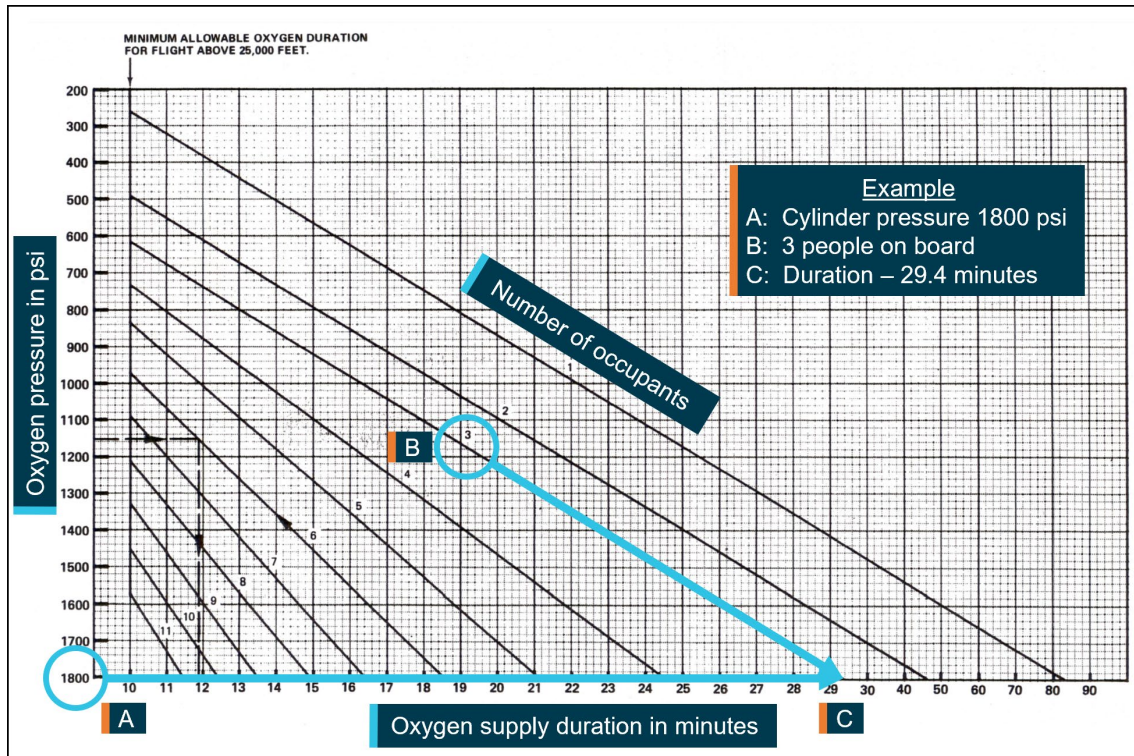 MINIMUM ALLOWABLE OXYGEN DURATION
FOR FLIGHT ABOVE 25,000 FEET.
200
300
400
500
600
700
800
900
1000
1100
1200
1300
1400
1500
1600
1700
1800
Oxygen pressure in psi
Example
A: Cylinder pressure 1800 psi
B: 3 people on board
C: Duration – 29.4 minutes
Number of occupants
1
2
3
4
5
6
7
8
9
10
11
B
10 11 12 13 14 15 16 17 18 19 20 21 22 23 24 25 26 27 28 29 30 40 50 60 70 80 90
A
Oxygen supply duration in minutes
C